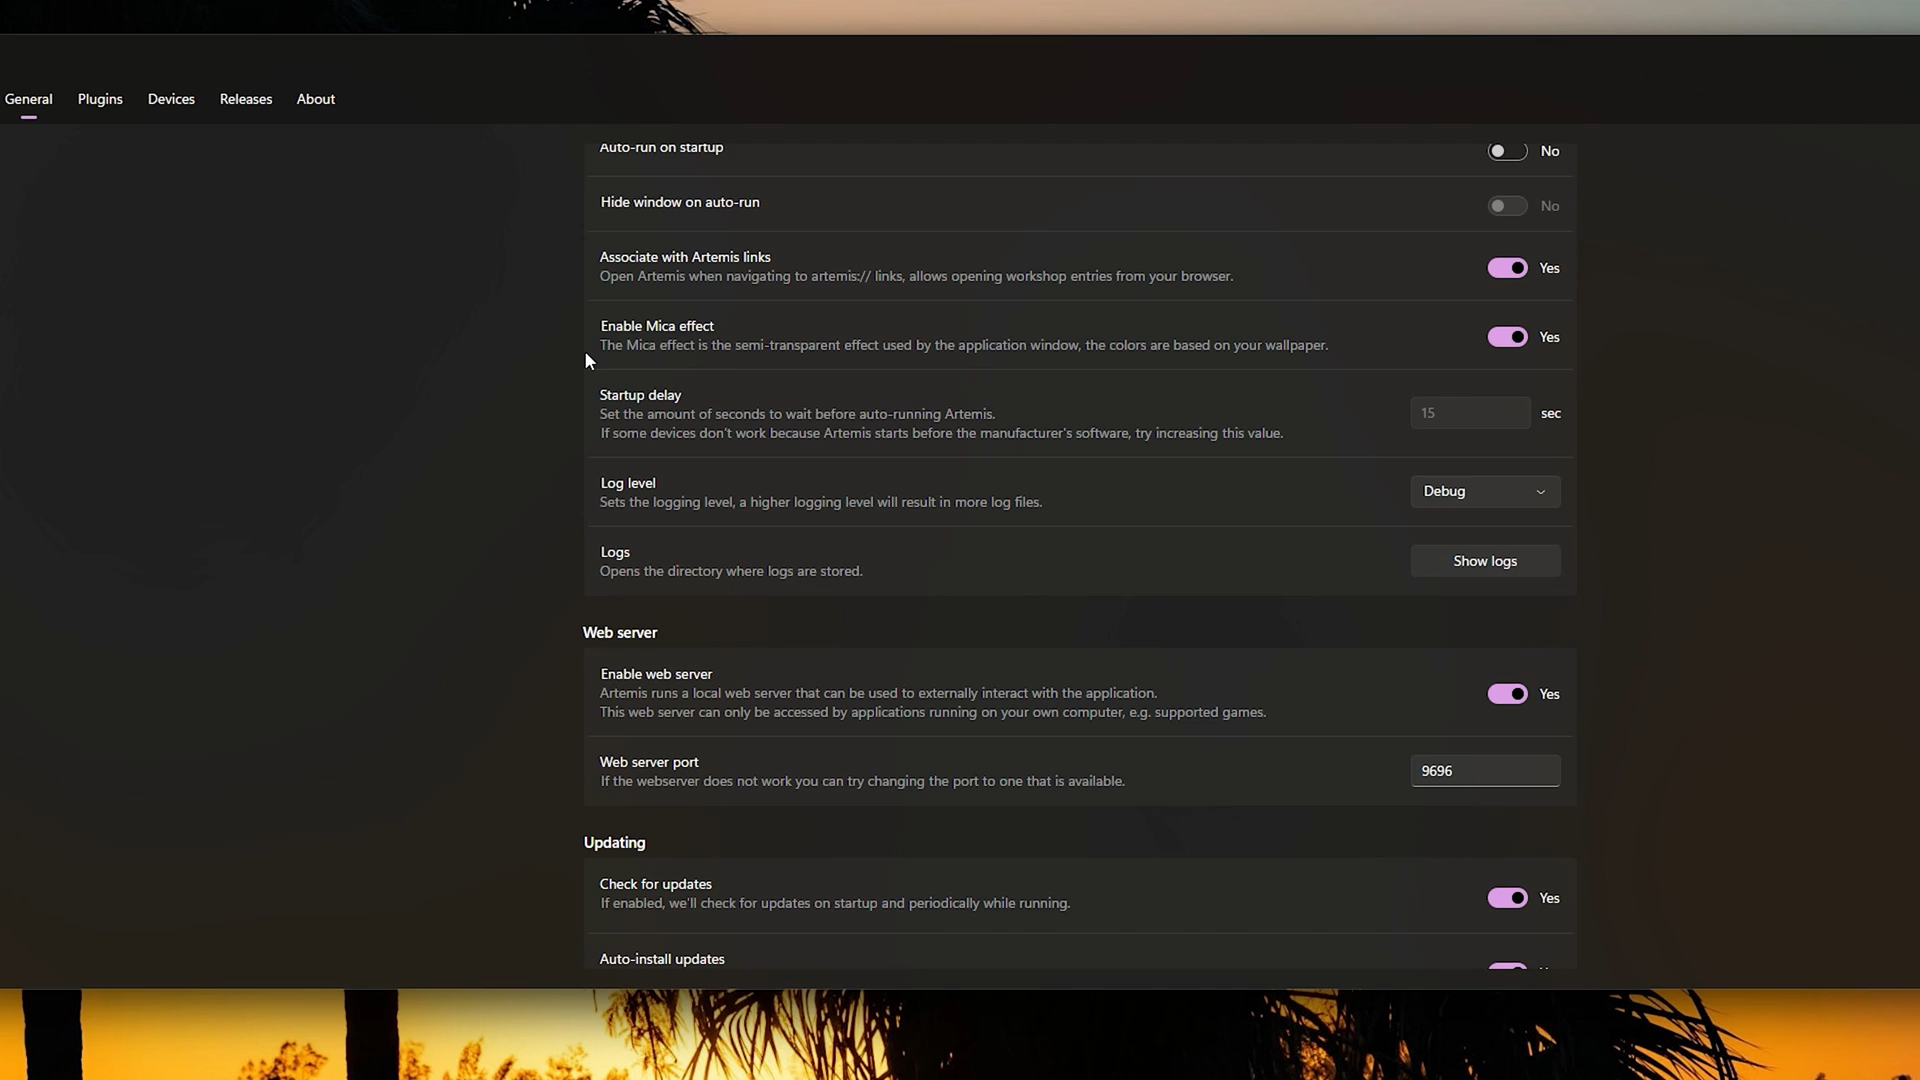 General Plugins Devices Releases About
Auto-run on startup
No
Hide window on auto-run
No
Associate with Artemis links
Open Artemis when navigating to artemis:// links, allows opening workshop entries from your browser.
Yes
Enable Mica effect
The Mica effect is the semi-transparent effect used by the application window, the colors are based on your wallpaper.
Yes
Startup delay
Set the amount of seconds to wait before auto-running Artemis.
If some devices don't work because Artemis starts before the manufacturer's software, try increasing this value.
15 sec
Log level
Sets the logging level, a higher logging level will result in more log files.
Debug
Logs
Opens the directory where logs are stored.
Show logs
Web server
Enable web server
Artemis runs a local web server that can be used to externally interact with the application.
This web server can only be accessed by applications running on your own computer, e.g. supported games.
Yes
Web server port
If the webserver does not work you can try changing the port to one that is available.
9696
Updating
Check for updates
If enabled, we'll check for updates on startup and periodically while running.
Yes
Auto-install updates